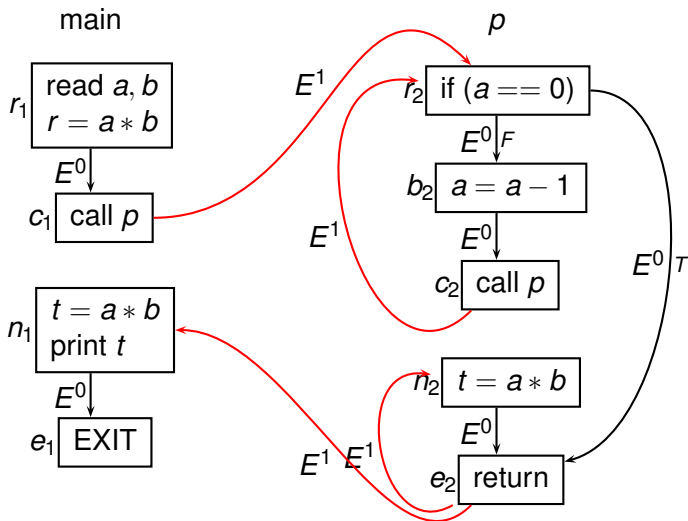 main
r₁ read a, b
r = a ∗ b
E⁰
c₁ call p
n₁ t = a ∗ b
print t
E⁰
e₁ EXIT
p
r₂ if (a == 0)
E⁰ F
b₂ a = a − 1
E⁰
c₂ call p
n₂ t = a ∗ b
E⁰
e₂ return
E¹
E¹
E⁰ T
E¹
E¹